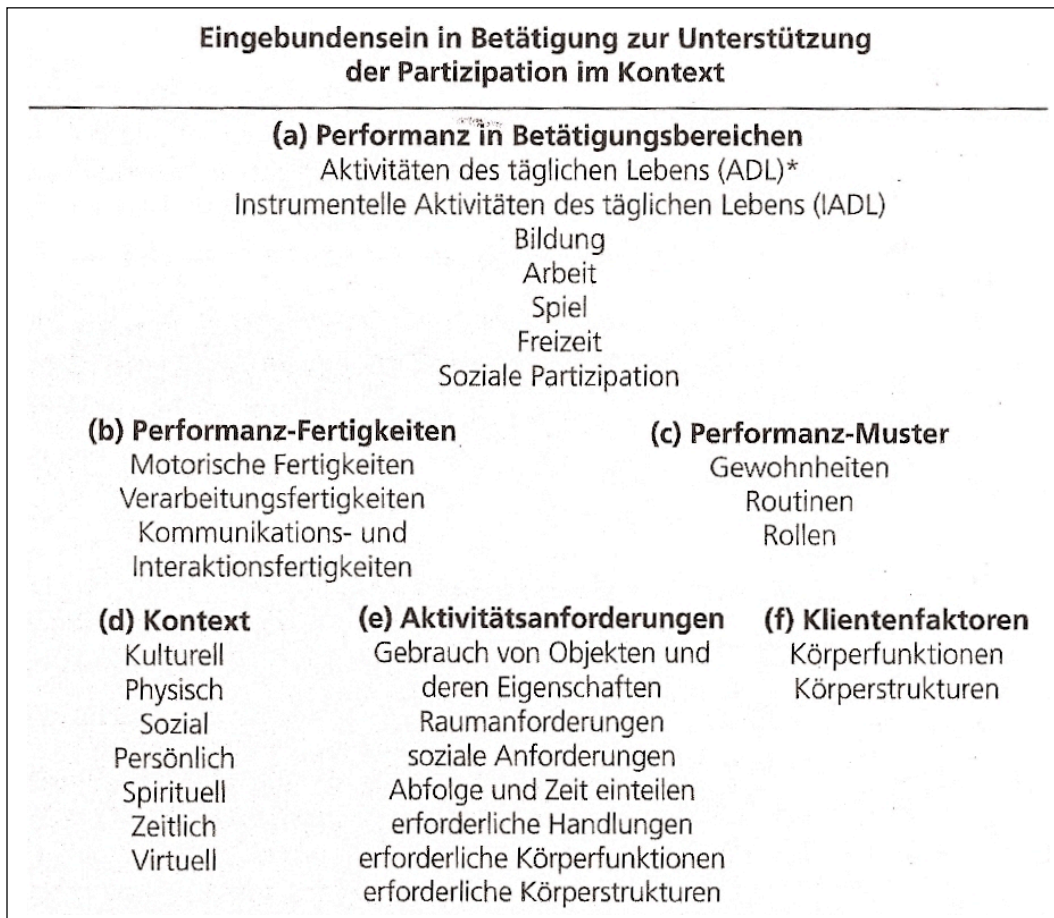 Eingebundensein in Betätigung zur Unterstützung
der Partizipation im Kontext
(a) Performanz in Betätigungsbereichen
Aktivitäten des täglichen Lebens (ADL)*
Instrumentelle Aktivitäten des täglichen Lebens (IADL)
Bildung
Arbeit
Spiel
Freizeit
Soziale Partizipation
(b) Performanz-Fertigkeiten
Motorische Fertigkeiten
Verarbeitungsfertigkeiten
Kommunikations- und
Interaktionsfertigkeiten
(c) Performanz-Muster
Gewohnheiten
Routinen
Rollen
(d) Kontext
Kulturell
Physisch
Sozial
Persönlich
Spirituell
Zeitlich
Virtuell
(e) Aktivitätsanforderungen
Gebrauch von Objekten und
deren Eigenschaften
Raumanforderungen
soziale Anforderungen
Abfolge und Zeit einteilen
erforderliche Handlungen
erforderliche Körperfunktionen
erforderliche Körperstrukturen
(f) Klientenfaktoren
Körperfunktionen
Körperstrukturen